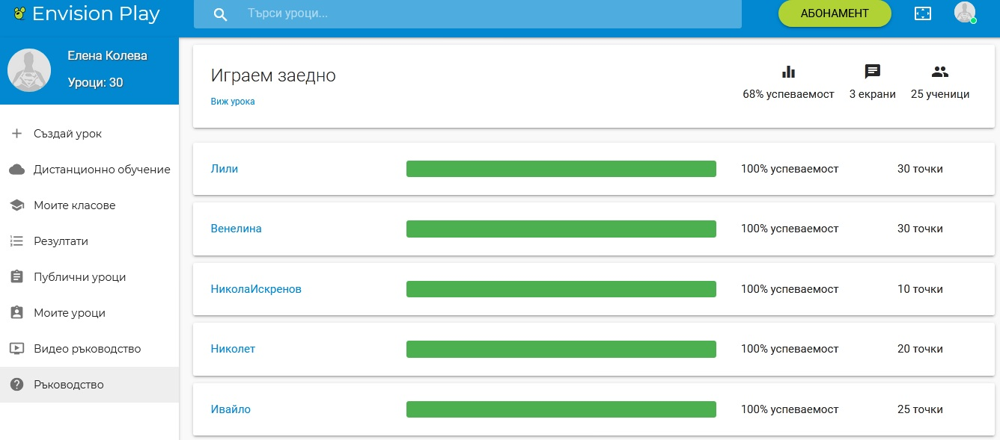 Envision Play
Търси уроци...
АБОНАМЕНТ
Елена Колева
Уроци: 30
Създай урок
Дистанционно обучение
Моите класове
Резултати
Публични уроци
Моите уроци
Видео ръководство
Ръководство
Играем заедно
Виж урока
68% успеваемост 3 екрани 25 ученици
Лили 100% успеваемост 30 точки
Венелина 100% успеваемост 30 точки
НиколаИскренов 100% успеваемост 10 точки
Николет 100% успеваемост 20 точки
Ивайло 100% успеваемост 25 точки